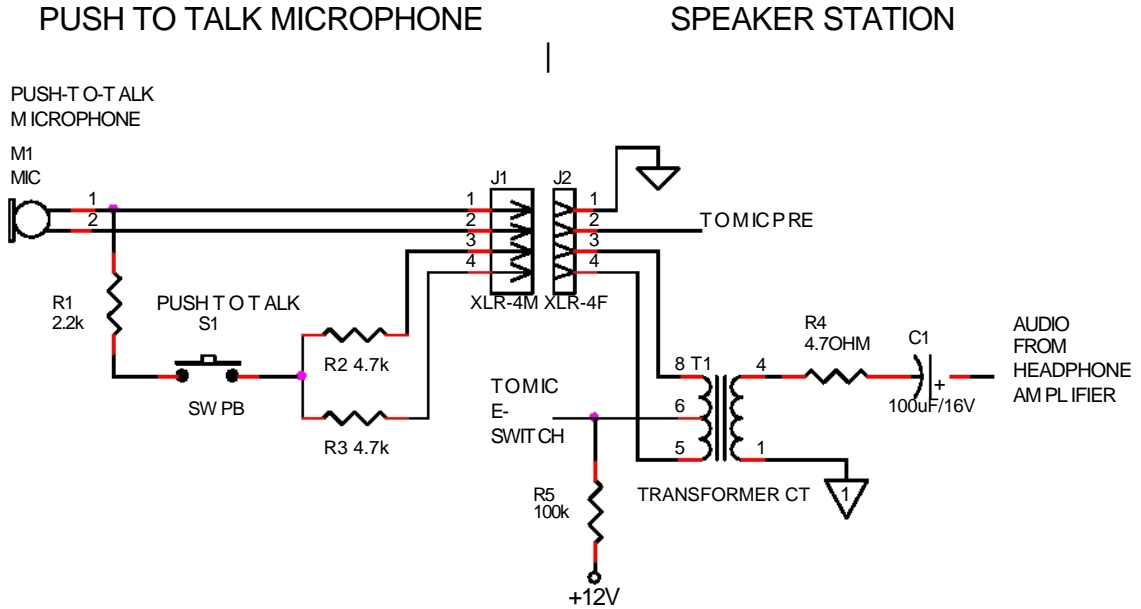 PUSH TO TALK MICROPHONE
SPEAKER STATION
PUSH-TO-TALK
MICROPHONE
M1
MIC
1
2
J1
1
2
3
4
XLR-4M
J2
1
2
3
4
XLR-4F
TOMICPRE
R1
2.2k
PUSH TO TALK
S1
SW PB
R2 4.7k
R3 4.7k
TOMIC
E-
SWITCH
8 T1
6
5
4
1
TRANSFORMER CT
R4
4.7OHM
C1
+
100uF/16V
AUDIO
FROM
HEADPHONE
AMPLIFIER
1
R5
100k
+12V